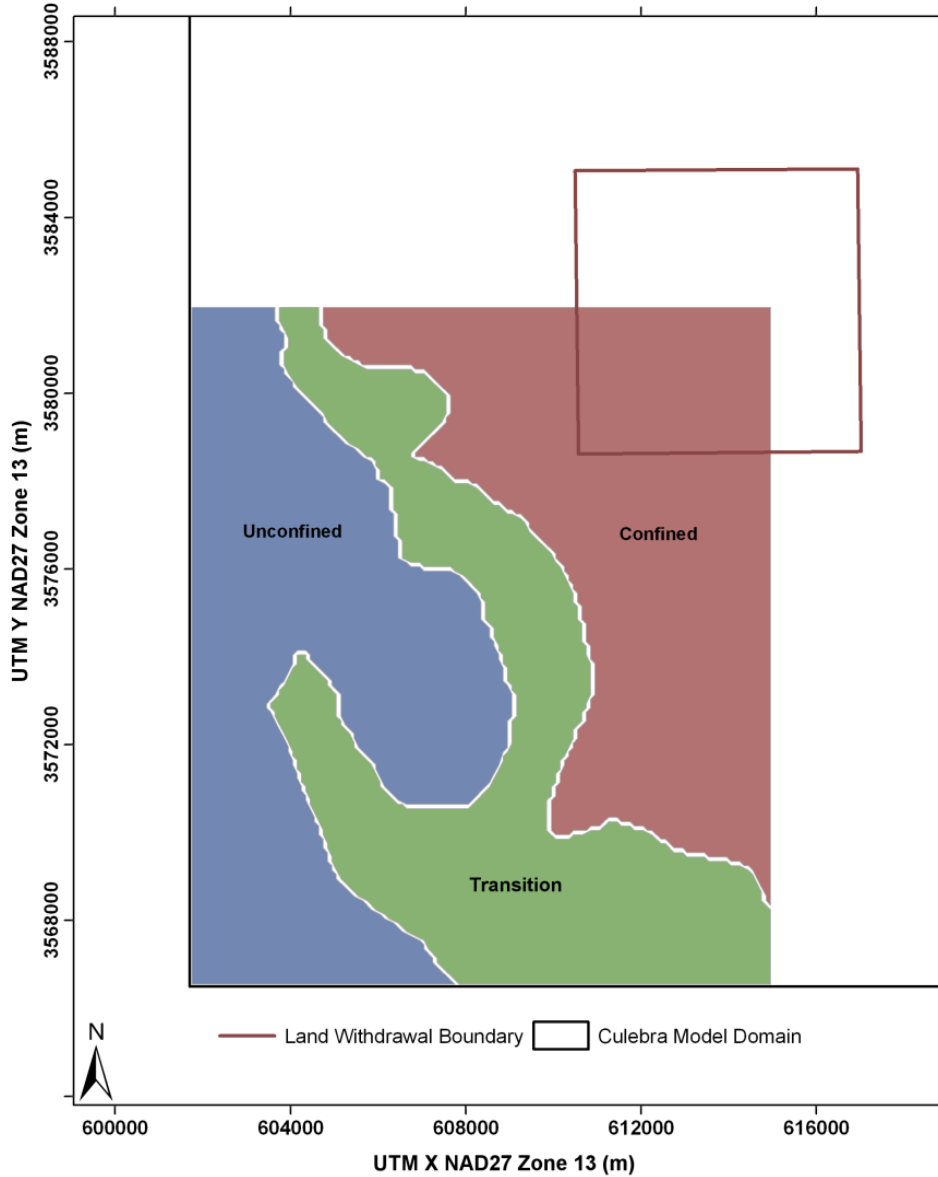 3588000
3584000
3580000
3576000
3572000
3568000
UTM Y NAD27 Zone 13 (m)
Unconfined
Confined
Transition
N
Land Withdrawal Boundary
Culebra Model Domain
600000
604000
608000
612000
616000
UTM X NAD27 Zone 13 (m)